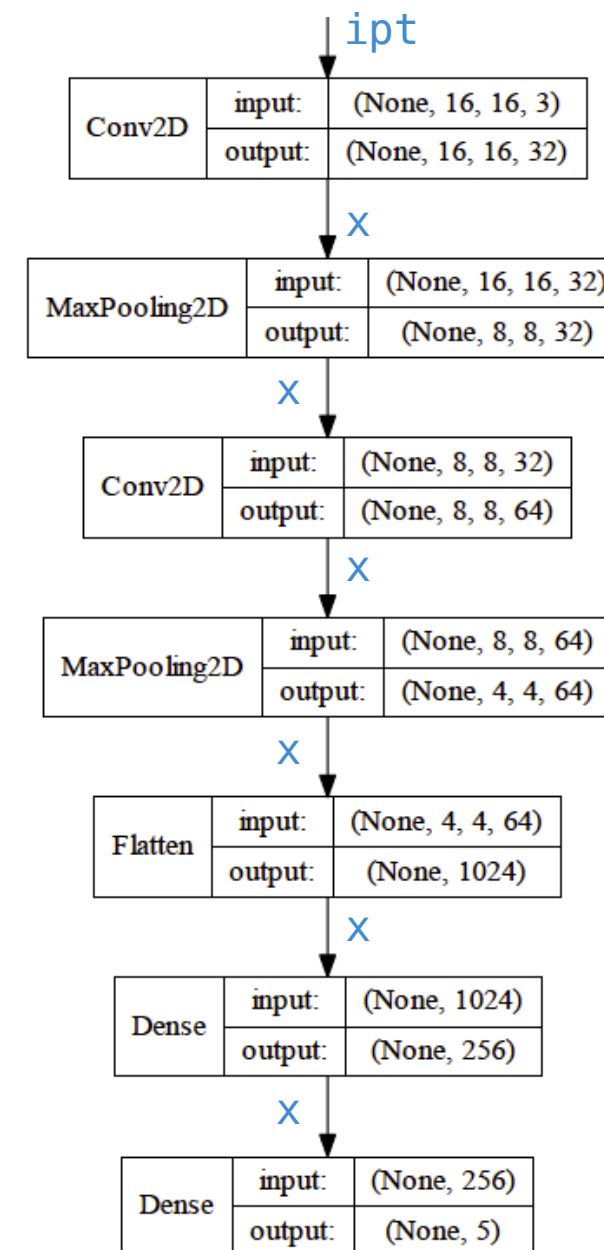 ipt
Conv2D
input: (None, 16, 16, 3)
output: (None, 16, 16, 32)
x
MaxPooling2D
input: (None, 16, 16, 32)
output: (None, 8, 8, 32)
x
Conv2D
input: (None, 8, 8, 32)
output: (None, 8, 8, 64)
x
MaxPooling2D
input: (None, 8, 8, 64)
output: (None, 4, 4, 64)
x
Flatten
input: (None, 4, 4, 64)
output: (None, 1024)
x
Dense
input: (None, 1024)
output: (None, 256)
x
Dense
input: (None, 256)
output: (None, 5)